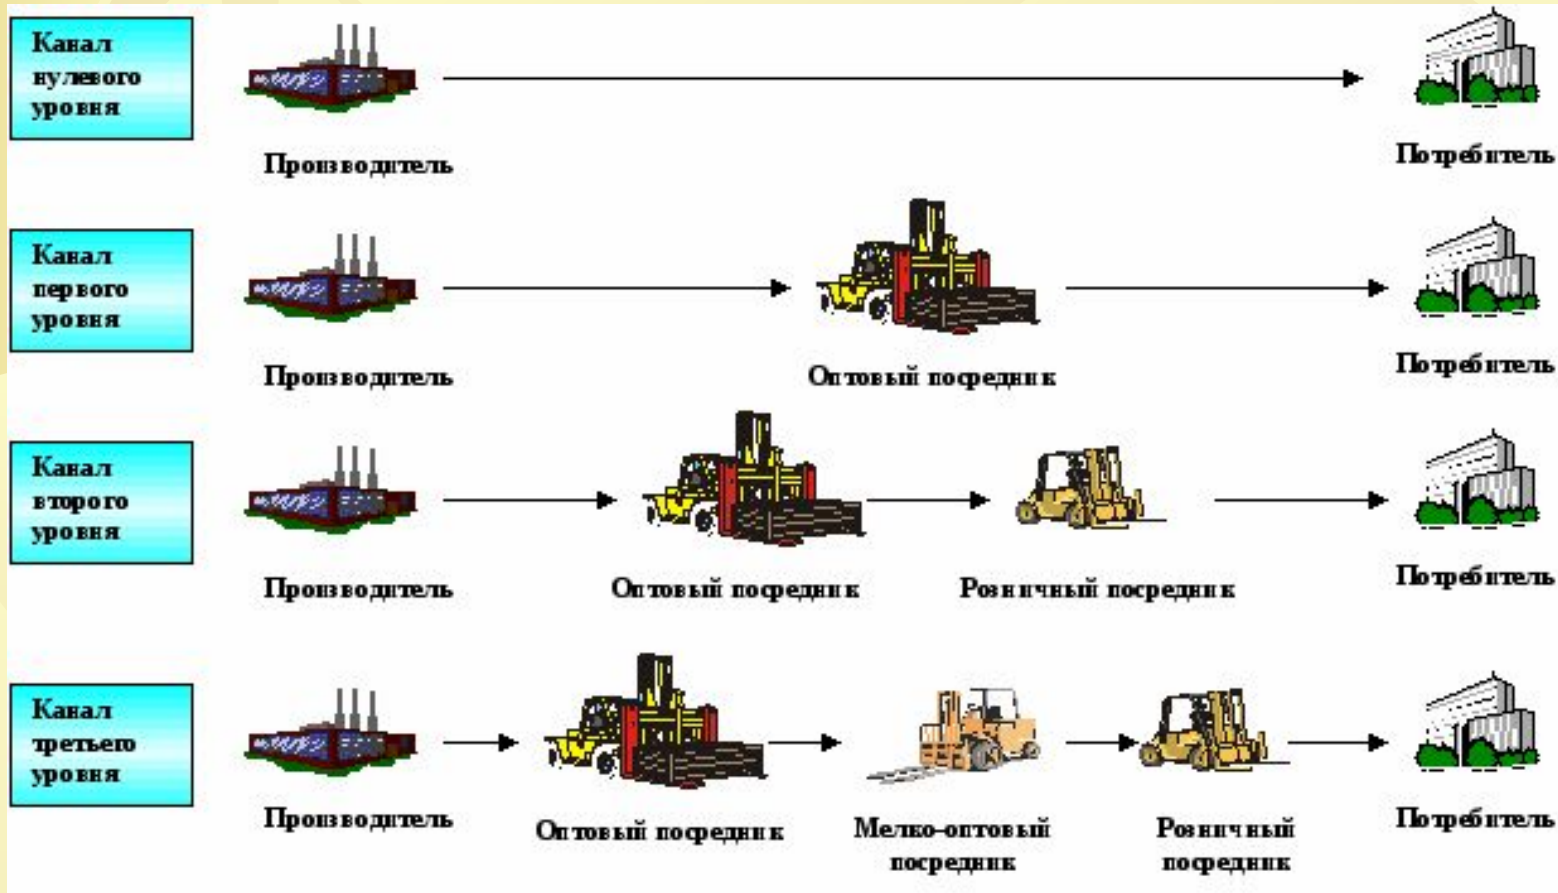 Канал
нулевого
уровня
Производитель
Потребитель
Канал
первого
уровня
Производитель
Оптовый посредник
Потребитель
Канал
второго
уровня
Производитель
Оптовый посредник
Розничный посредник
Потребитель
Канал
третьего
уровня
Производитель
Оптовый посредник
Мелко-оптовый
посредник
Розничный
посредник
Потребитель